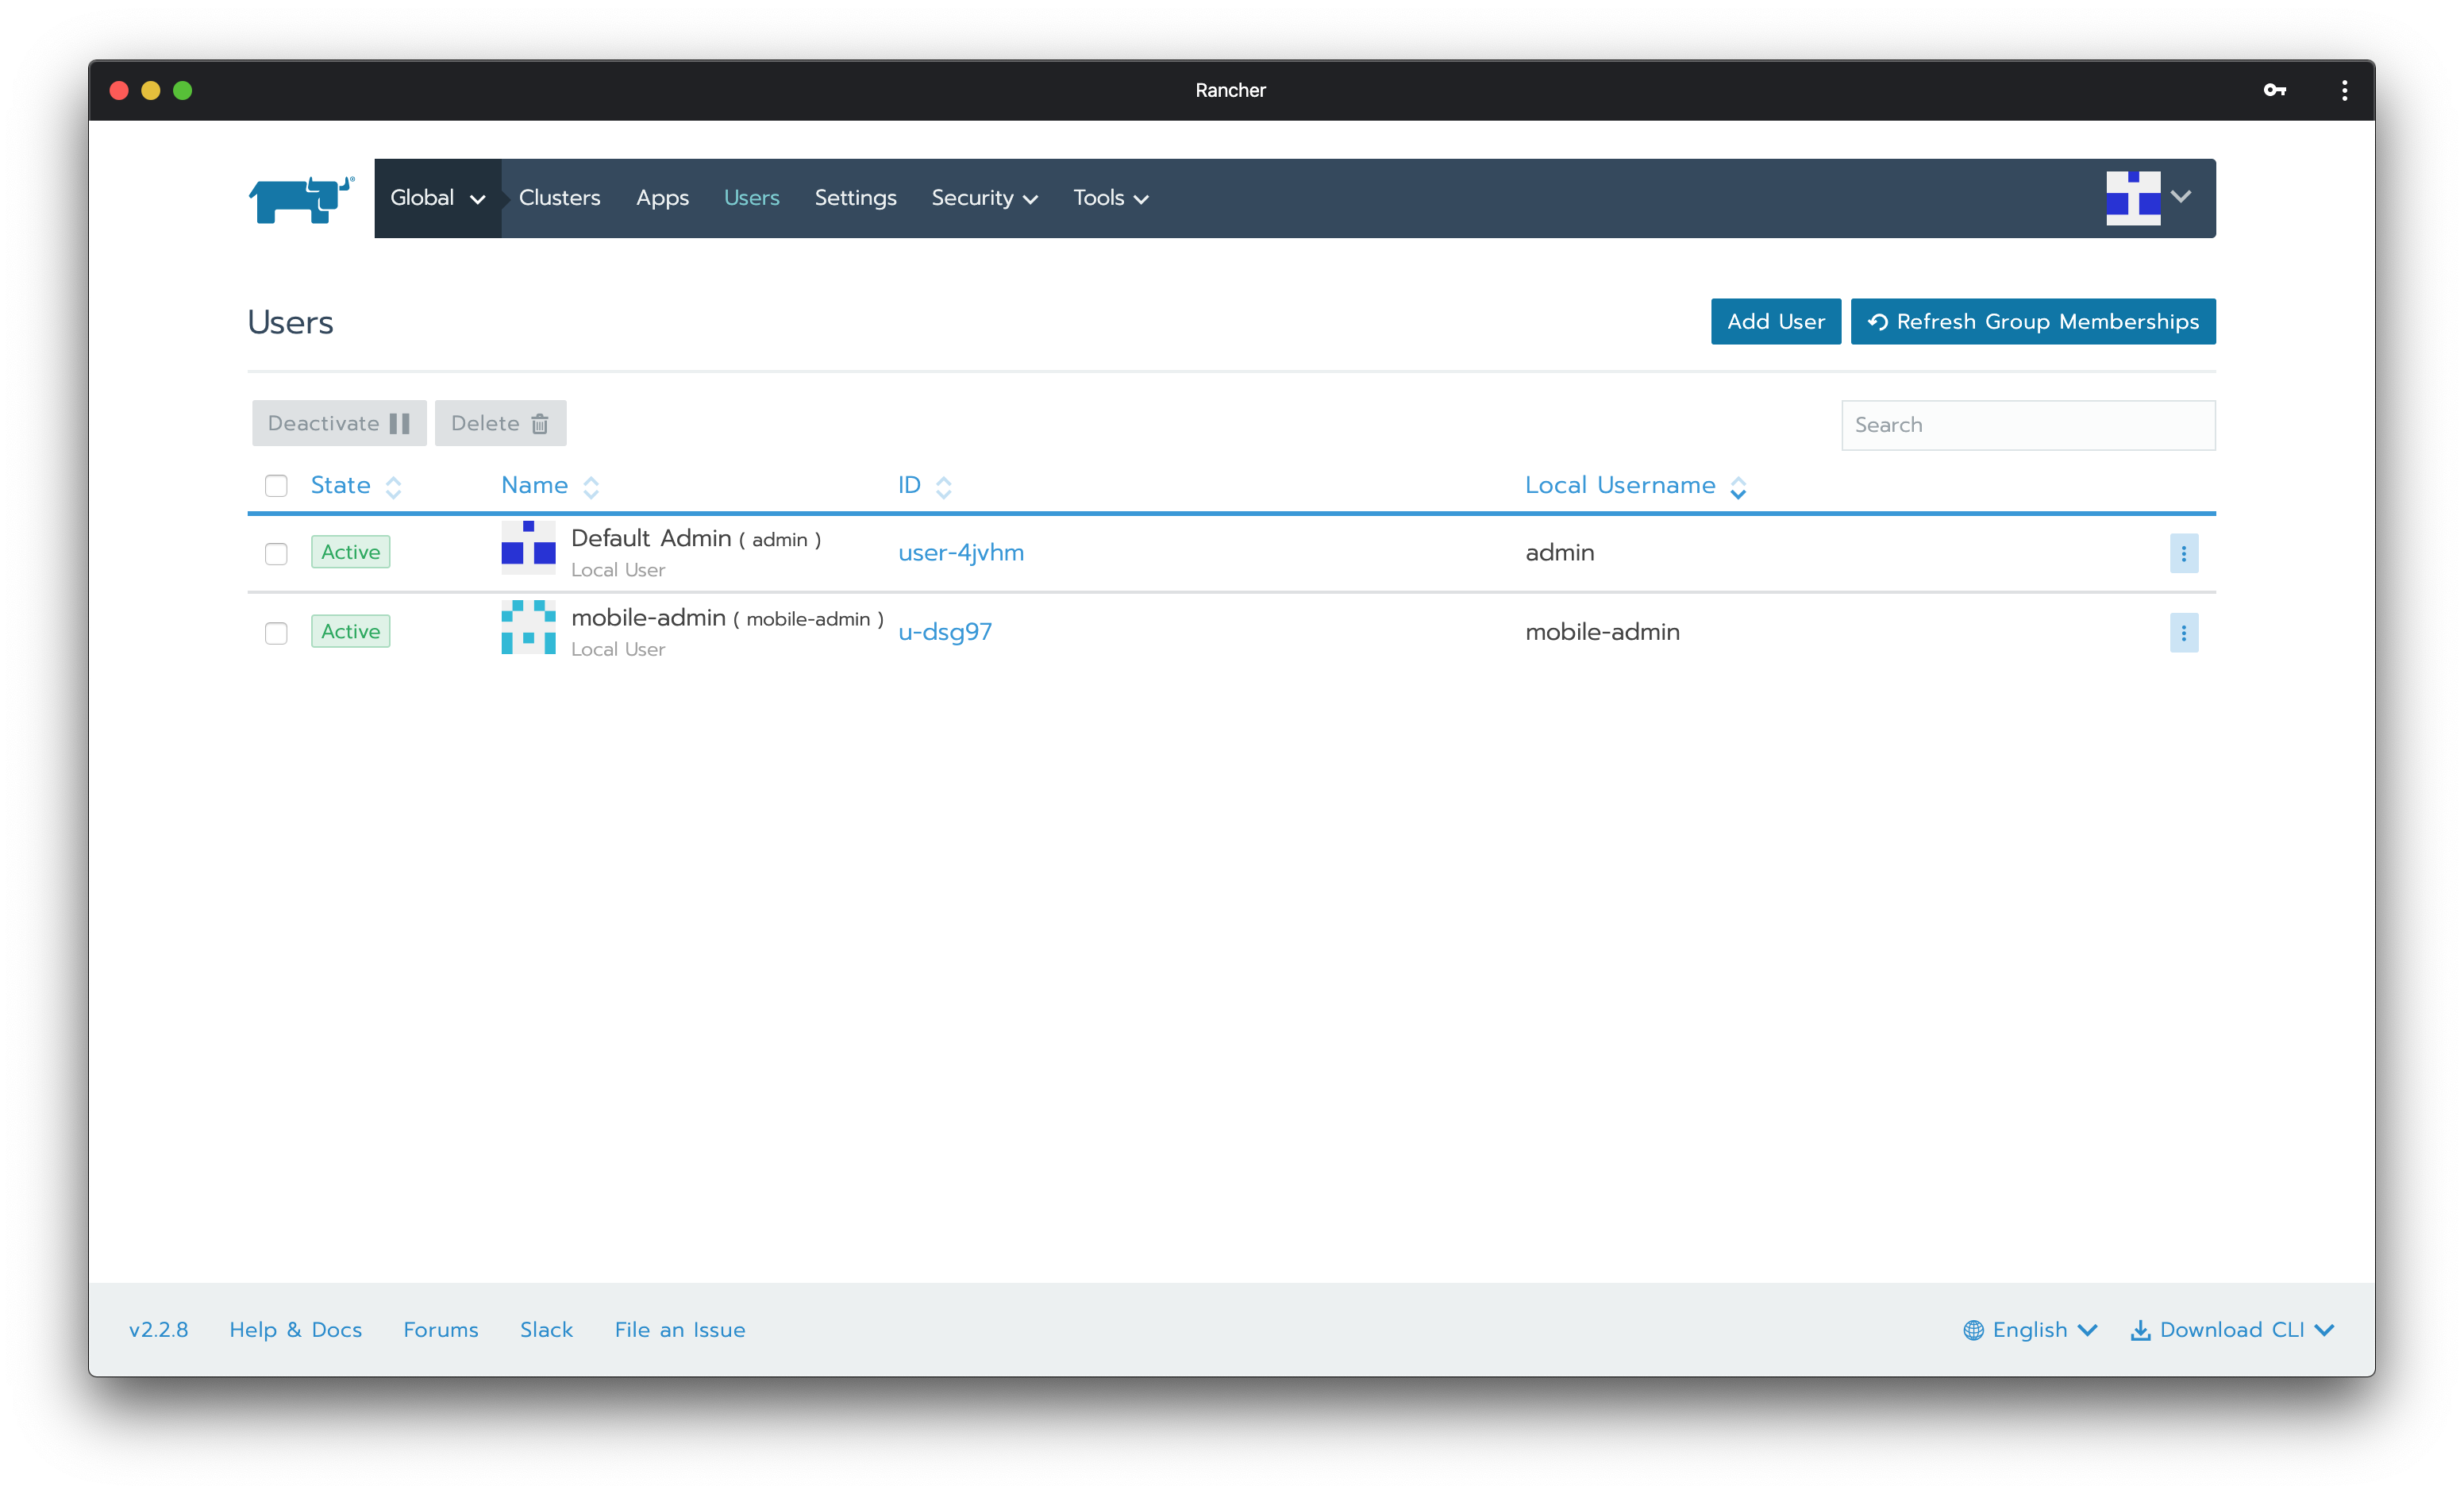 Rancher
Global Clusters Apps Users Settings Security Tools
Users Add User Refresh Group Memberships
Deactivate Delete Search
State Name ID Local Username
Active Default Admin ( admin ) user-4jvhm admin
Local User
Active mobile-admin ( mobile-admin ) u-dsg97 mobile-admin
Local User
v2.2.8 Help & Docs Forums Slack File an Issue English Download CLI